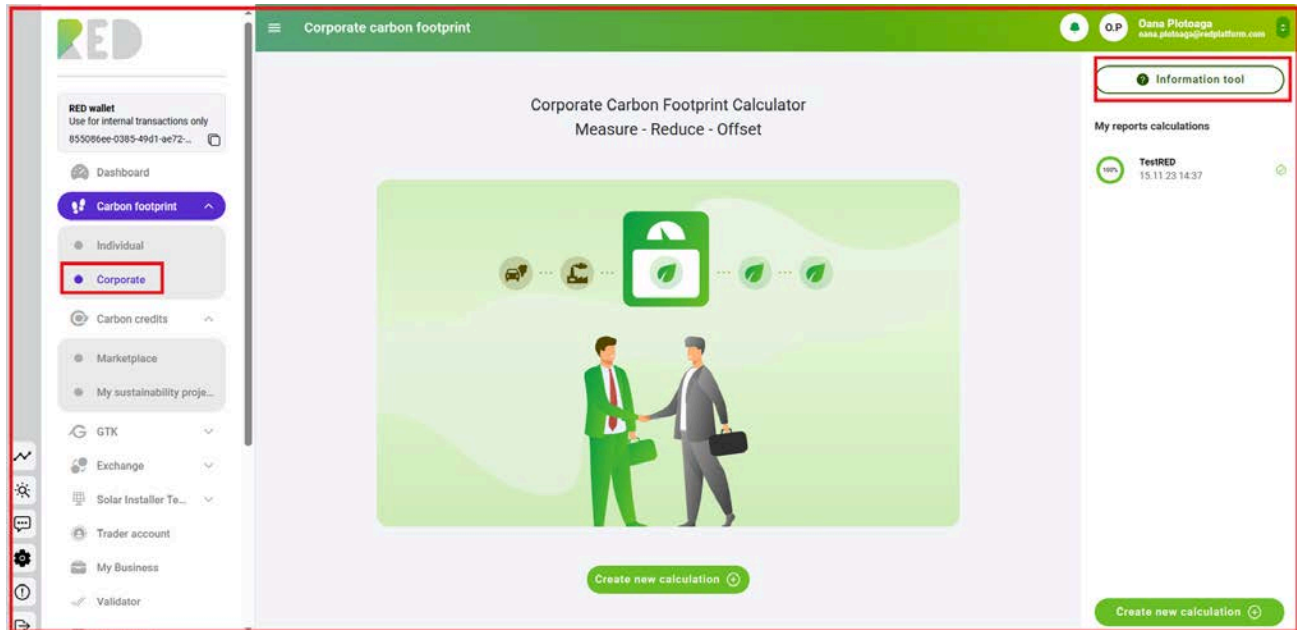 RED
Corporate carbon footprint
O.P
Oana Plotoaga
oana.plotoaga@redplatform.com
RED wallet
Use for internal transactions only
855086ee-0385-49d1-ae72-...
Dashboard
Carbon footprint
Individual
Corporate
Carbon credits
Marketplace
My sustainability proje...
GTK
Exchange
Solar Installer Te...
Trader account
My Business
Validator
Corporate Carbon Footprint Calculator
Measure - Reduce - Offset
Create new calculation
Information tool
My reports calculations
100%
TestRED
15.11.23 14:37
Create new calculation